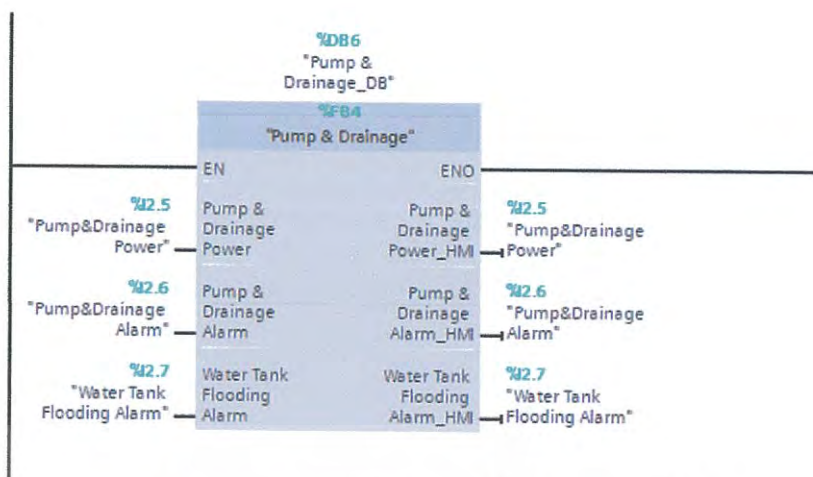 %DB6
"Pump &
Drainage_DB"
%FB4
"Pump & Drainage"
EN ENO
%I2.5
"Pump&Drainage
Power"
Pump &
Drainage
Power
Pump &
Drainage
Power_HMI
%I2.5
"Pump&Drainage
Power"
%I2.6
"Pump&Drainage
Alarm"
Pump &
Drainage
Alarm
Pump &
Drainage
Alarm_HMI
%I2.6
"Pump&Drainage
Alarm"
%I2.7
"Water Tank
Flooding Alarm"
Water Tank
Flooding
Alarm
Water Tank
Flooding
Alarm_HMI
%I2.7
"Water Tank
Flooding Alarm"